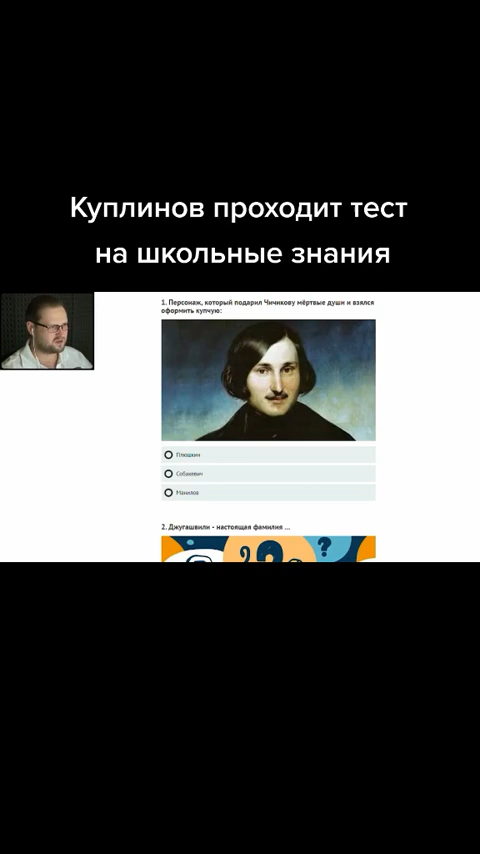 Куплинов проходит тест
на школьные знания
1. Персонаж, который подарил Чичикову мёртвые души и взялся
оформить купчую:
Плюшкин
Собакевич
Манилов
2. Джугашвили - настоящая фамилия ...